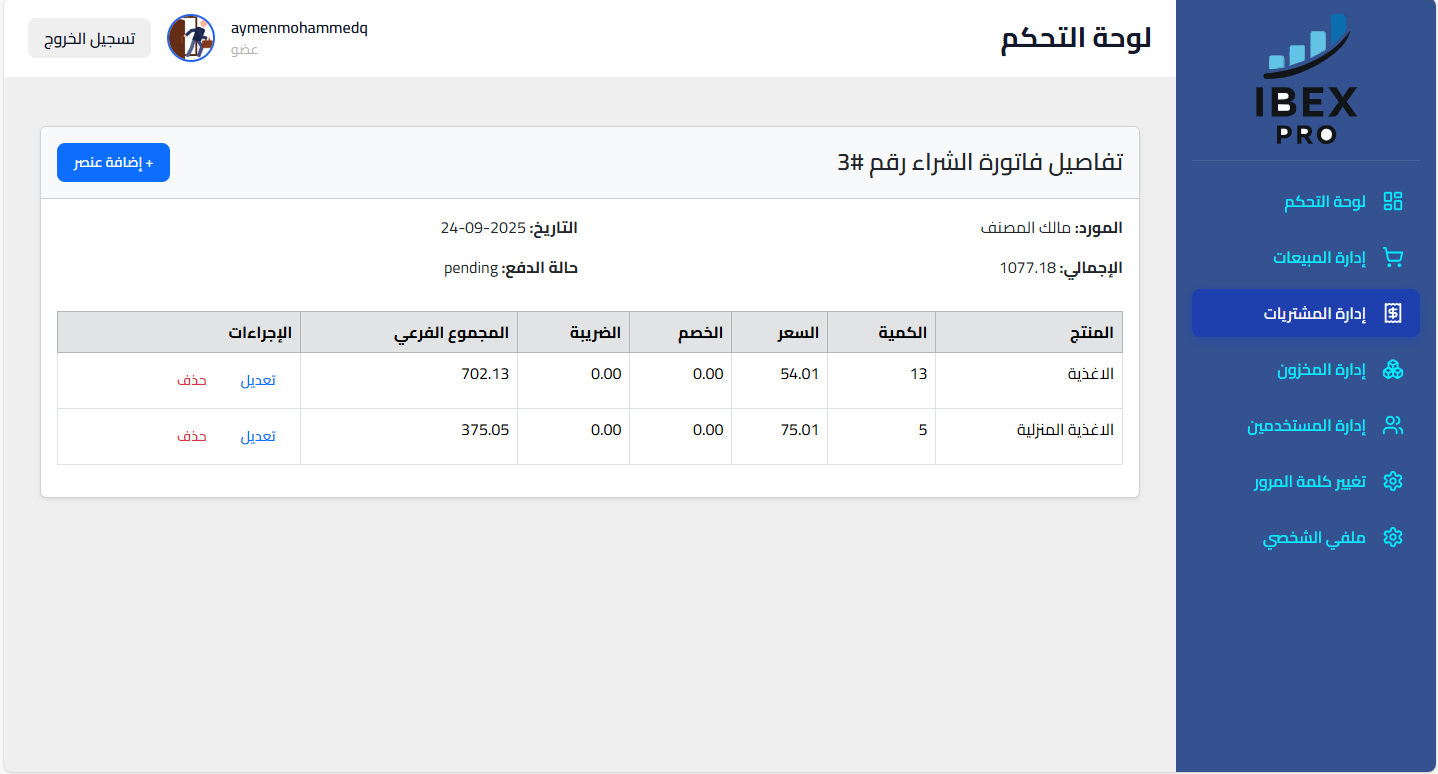 IBEX
PRO
لوحة التحكم
إدارة المبيعات
إدارة المشتريات
إدارة المخزون
إدارة المستخدمين
تغيير كلمة المرور
ملفي الشخصي
لوحة التحكم
aymenmohammedq
عضو
تسجيل الخروج
تفاصيل فاتورة الشراء رقم #3
+ إضافة عنصر
المورد: مالك المصنف
التاريخ: 2025-09-24
الإجمالي: 1077.18
حالة الدفع: pending
المنتج الكمية السعر الخصم الضريبة المجموع الفرعي الإجراءات
الاغذية 13 54.01 0.00 0.00 702.13 تعديل حذف
الاغذية المنزلية 5 75.01 0.00 0.00 375.05 تعديل حذف